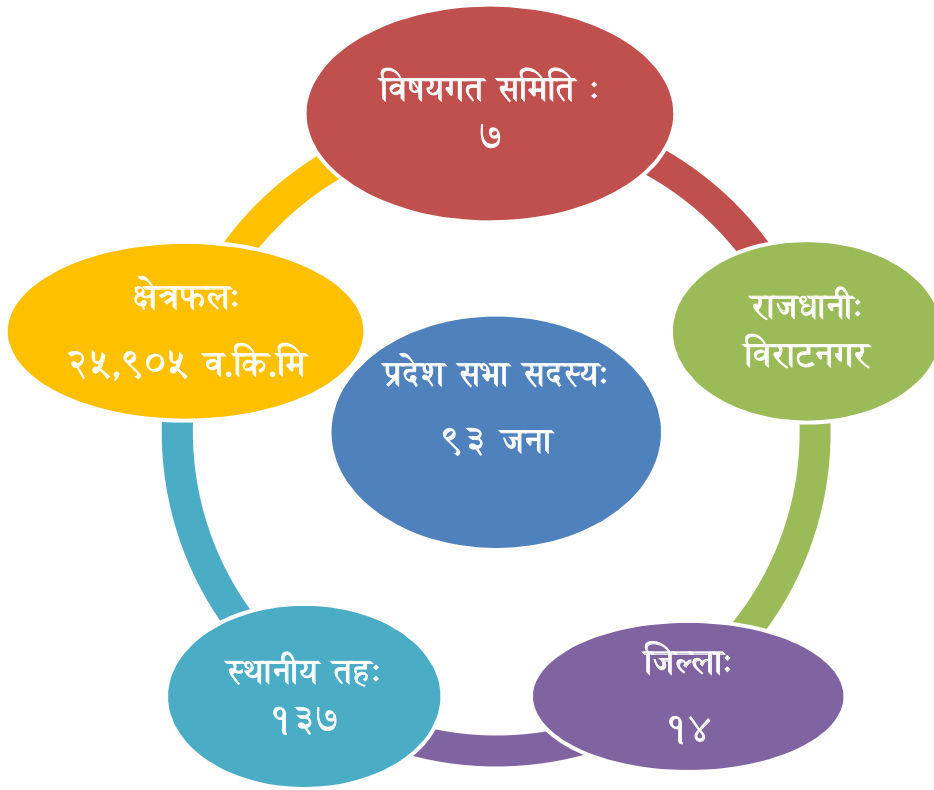 विषयगत समिति :
७
क्षेत्रफलः
२५,९०५ व.कि.मि
राजधानीः
विराटनगर
प्रदेश सभा सदस्यः
९३ जना
स्थानीय तहः
१३७
जिल्लाः
१४